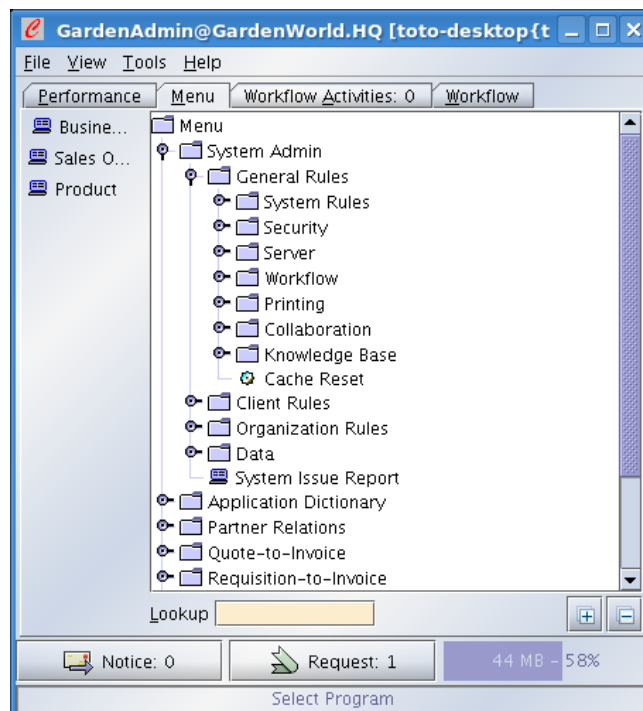 GardenAdmin@GardenWorld.HQ [toto-desktop{t
File View Tools Help
Performance Menu Workflow Activities: 0 Workflow
Busine...
Sales O...
Product
Menu
System Admin
General Rules
System Rules
Security
Server
Workflow
Printing
Collaboration
Knowledge Base
Cache Reset
Client Rules
Organization Rules
Data
System Issue Report
Application Dictionary
Partner Relations
Quote-to-Invoice
Requisition-to-Invoice
Lookup
Notice: 0 Request: 1 44 MB - 58%
Select Program